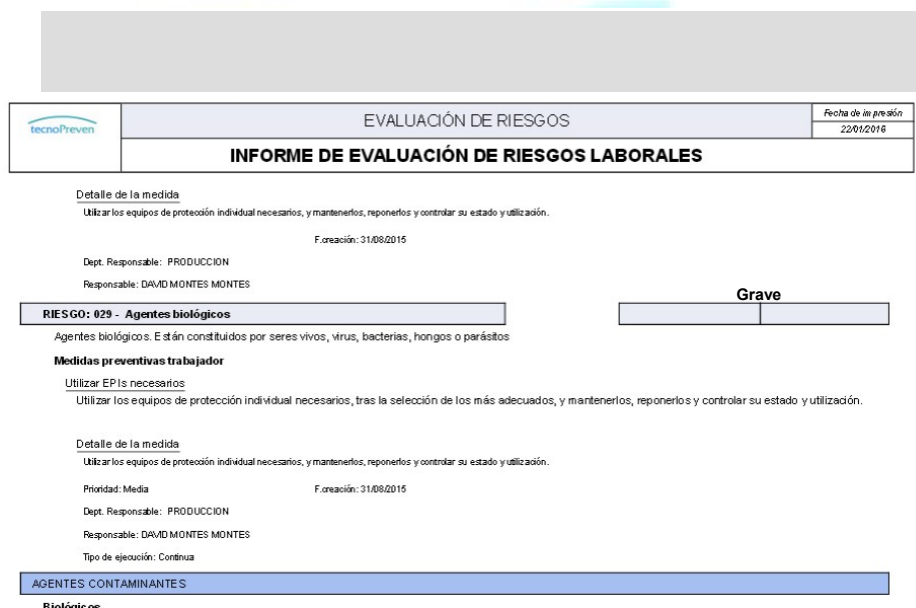 tecnoPreven
EVALUACIÓN DE RIESGOS
Fecha de impresión
22/01/2016
INFORME DE EVALUACIÓN DE RIESGOS LABORALES
Detalle de la medida
Utilizar los equipos de protección individual necesarios, y mantenerlos, reponerlos y controlar su estado y utilización.
F.creación: 31/08/2015
Dept. Responsable: PRODUCCION
Responsable: DAVID MONTES MONTES
Grave
RIESGO: 029 - Agentes biológicos
Agentes biológicos. Están constituidos por seres vivos, virus, bacterias, hongos o parásitos
Medidas preventivas trabajador
Utilizar EPIs necesarios
Utilizar los equipos de protección individual necesarios, tras la selección de los más adecuados, y mantenerlos, reponerlos y controlar su estado y utilización.
Detalle de la medida
Utilizar los equipos de protección individual necesarios, y mantenerlos, reponerlos y controlar su estado y utilización.
Prioridad: Media F.creación: 31/08/2015
Dept. Responsable: PRODUCCION
Responsable: DAVID MONTES MONTES
Tipo de ejecución: Continua
AGENTES CONTAMINANTES
Biológicos